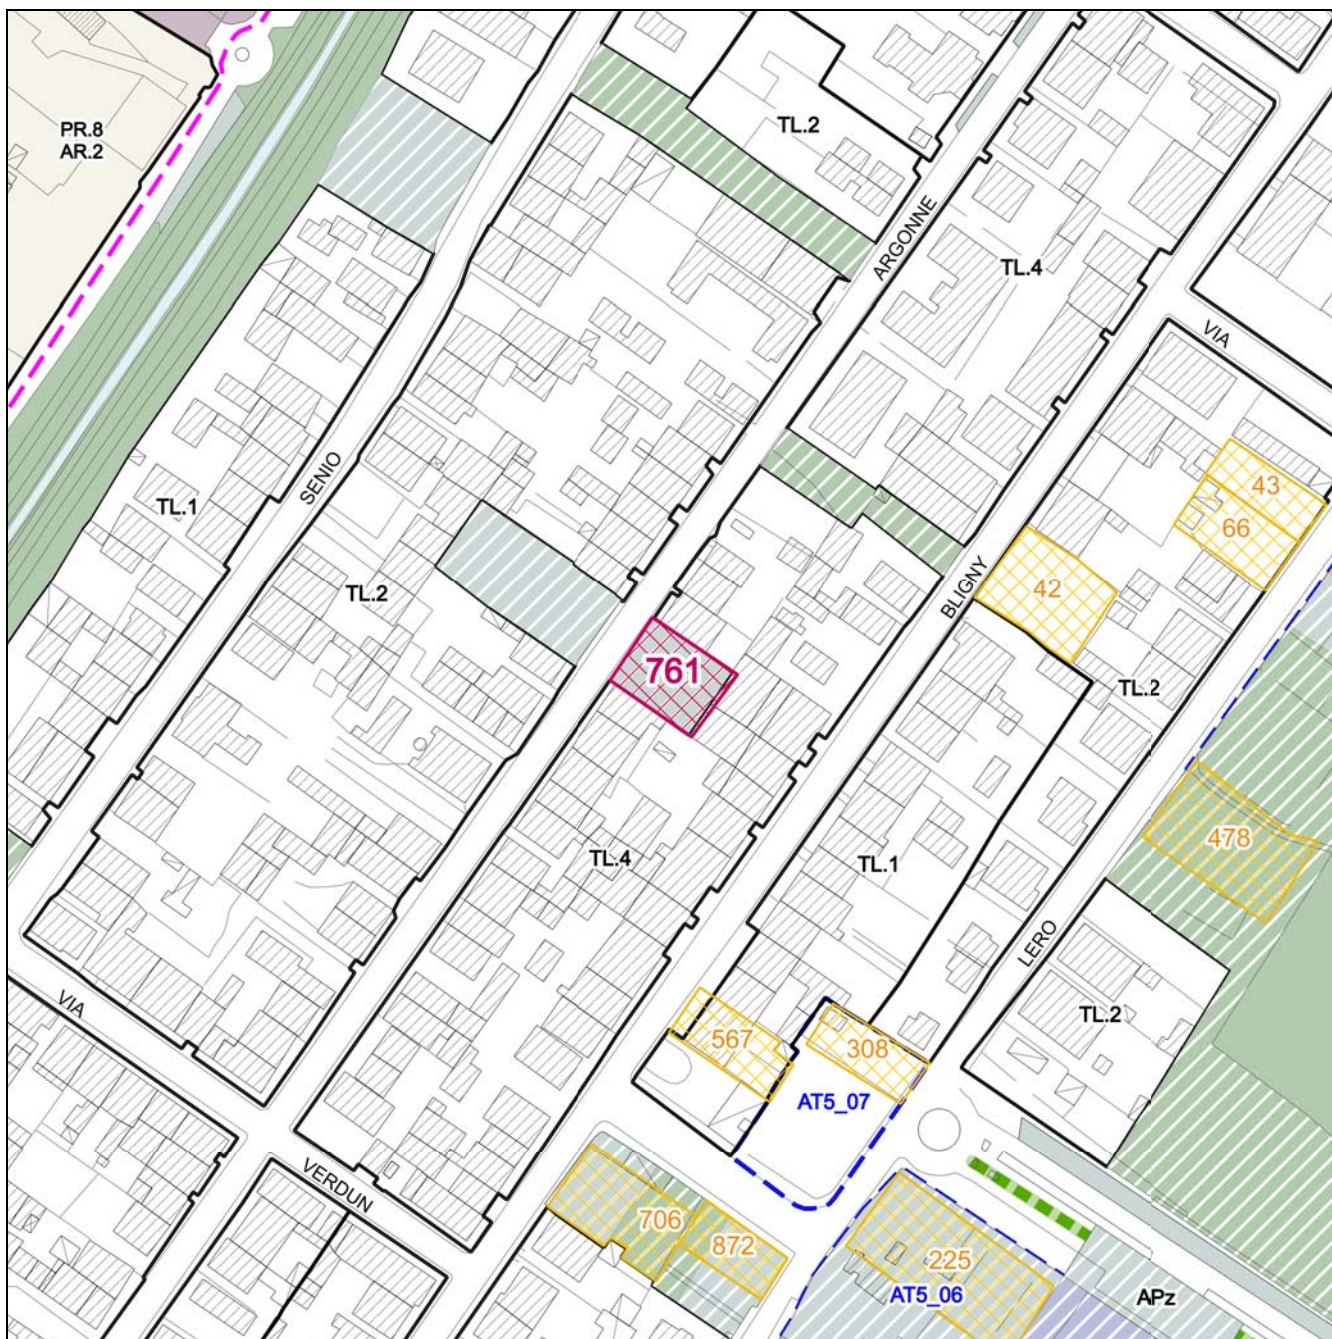 PR.8
AR.2
TL.2
ARGONNE
TL.4
VIA
43
66
TL.1
SENIO
TL.2
BLIGNY
42
761
TL.2
478
TL.4
TL.1
LERO
VIA
TL.2
567
308
AT5_07
VERDUN
706
872
225
AT5_06
APz